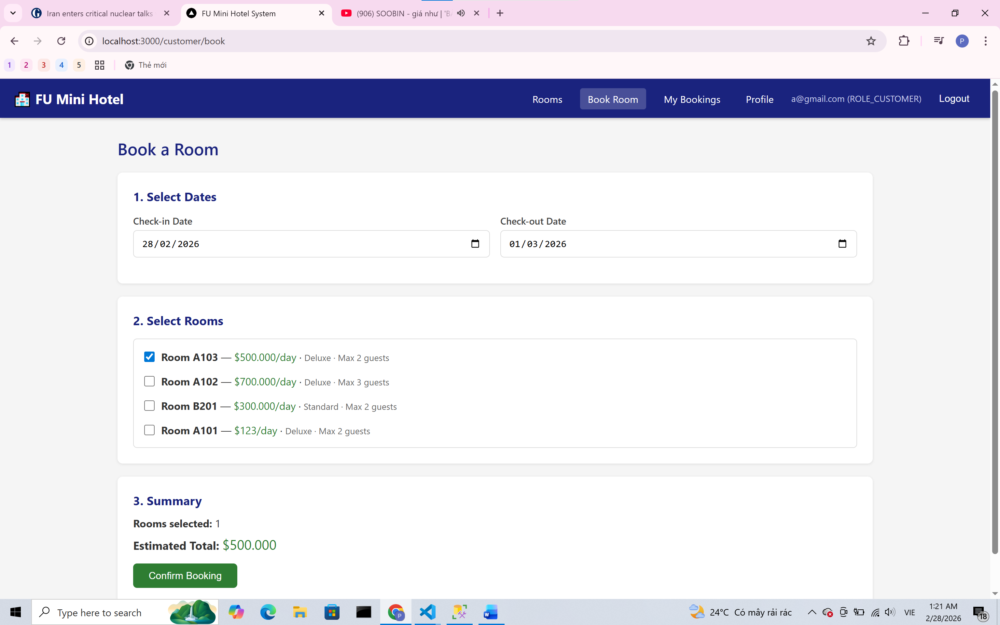 Iran enters critical nuclear talks
FU Mini Hotel System
(906) SOOBIN - giá như | 'B
localhost:3000/customer/book
P
1 2 3 4 5 Thẻ mới
FU Mini Hotel
Rooms Book Room My Bookings Profile a@gmail.com (ROLE_CUSTOMER) Logout
Book a Room
1. Select Dates
Check-in Date Check-out Date
28/02/2026 01/03/2026
2. Select Rooms
Room A103 — $500.000/day · Deluxe · Max 2 guests
Room A102 — $700.000/day · Deluxe · Max 3 guests
Room B201 — $300.000/day · Standard · Max 2 guests
Room A101 — $123/day · Deluxe · Max 2 guests
3. Summary
Rooms selected: 1
Estimated Total: $500.000
Confirm Booking
Type here to search
P
W
24°C Có mây rải rác
VIE
1:21 AM
2/28/2026
18